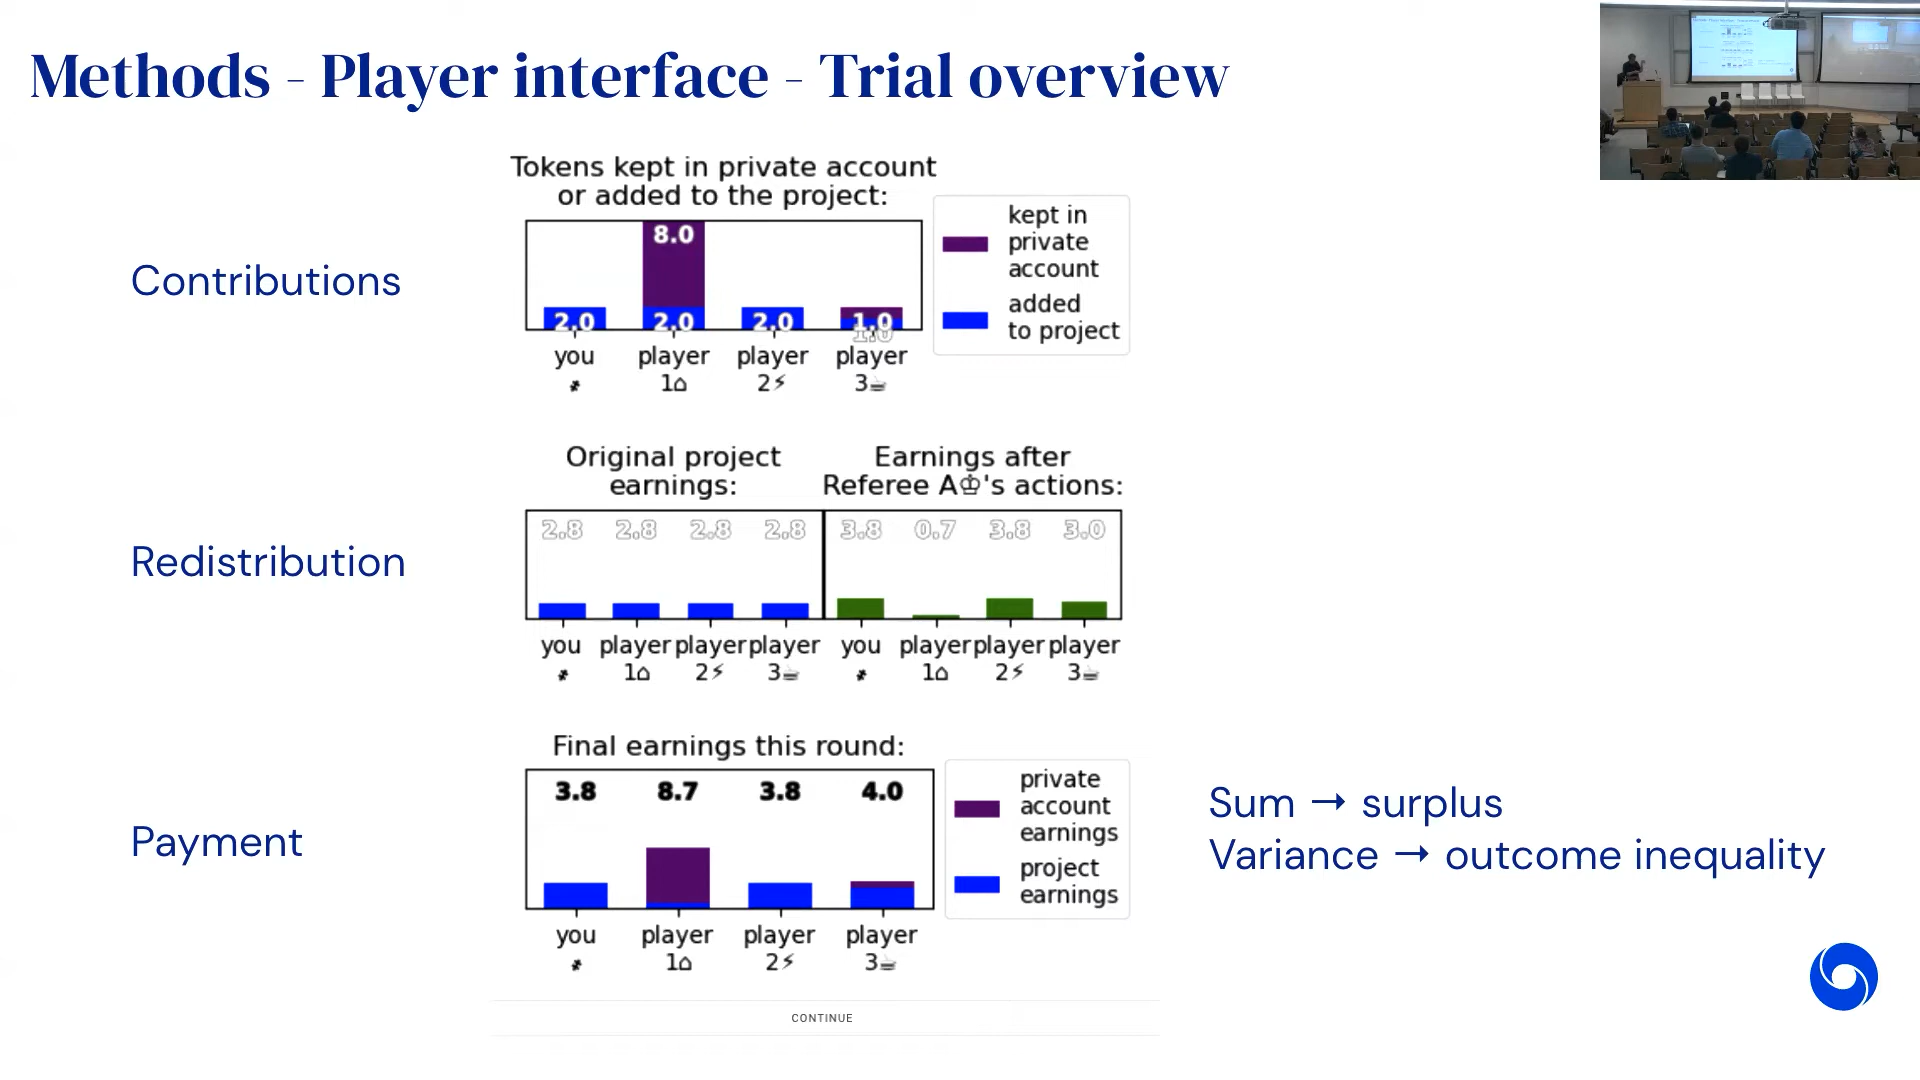 Methods - Player interface - Trial overview
Contributions
Tokens kept in private account
or added to the project:
8.0
2.0 2.0 2.0 1.0
1.0
you player player player
1⌂ 2⚡ 3☕
kept in
private
account
added
to project
Redistribution
Original project
earnings:
Earnings after
Referee A♔'s actions:
2.8 2.8 2.8 2.8 3.8 0.7 3.8 3.0
you player player player you player player player
1⌂ 2⚡ 3☕ 1⌂ 2⚡ 3☕
Payment
Final earnings this round:
3.8 8.7 3.8 4.0
you player player player
1⌂ 2⚡ 3☕
private
account
earnings
project
earnings
Sum → surplus
Variance → outcome inequality
CONTINUE